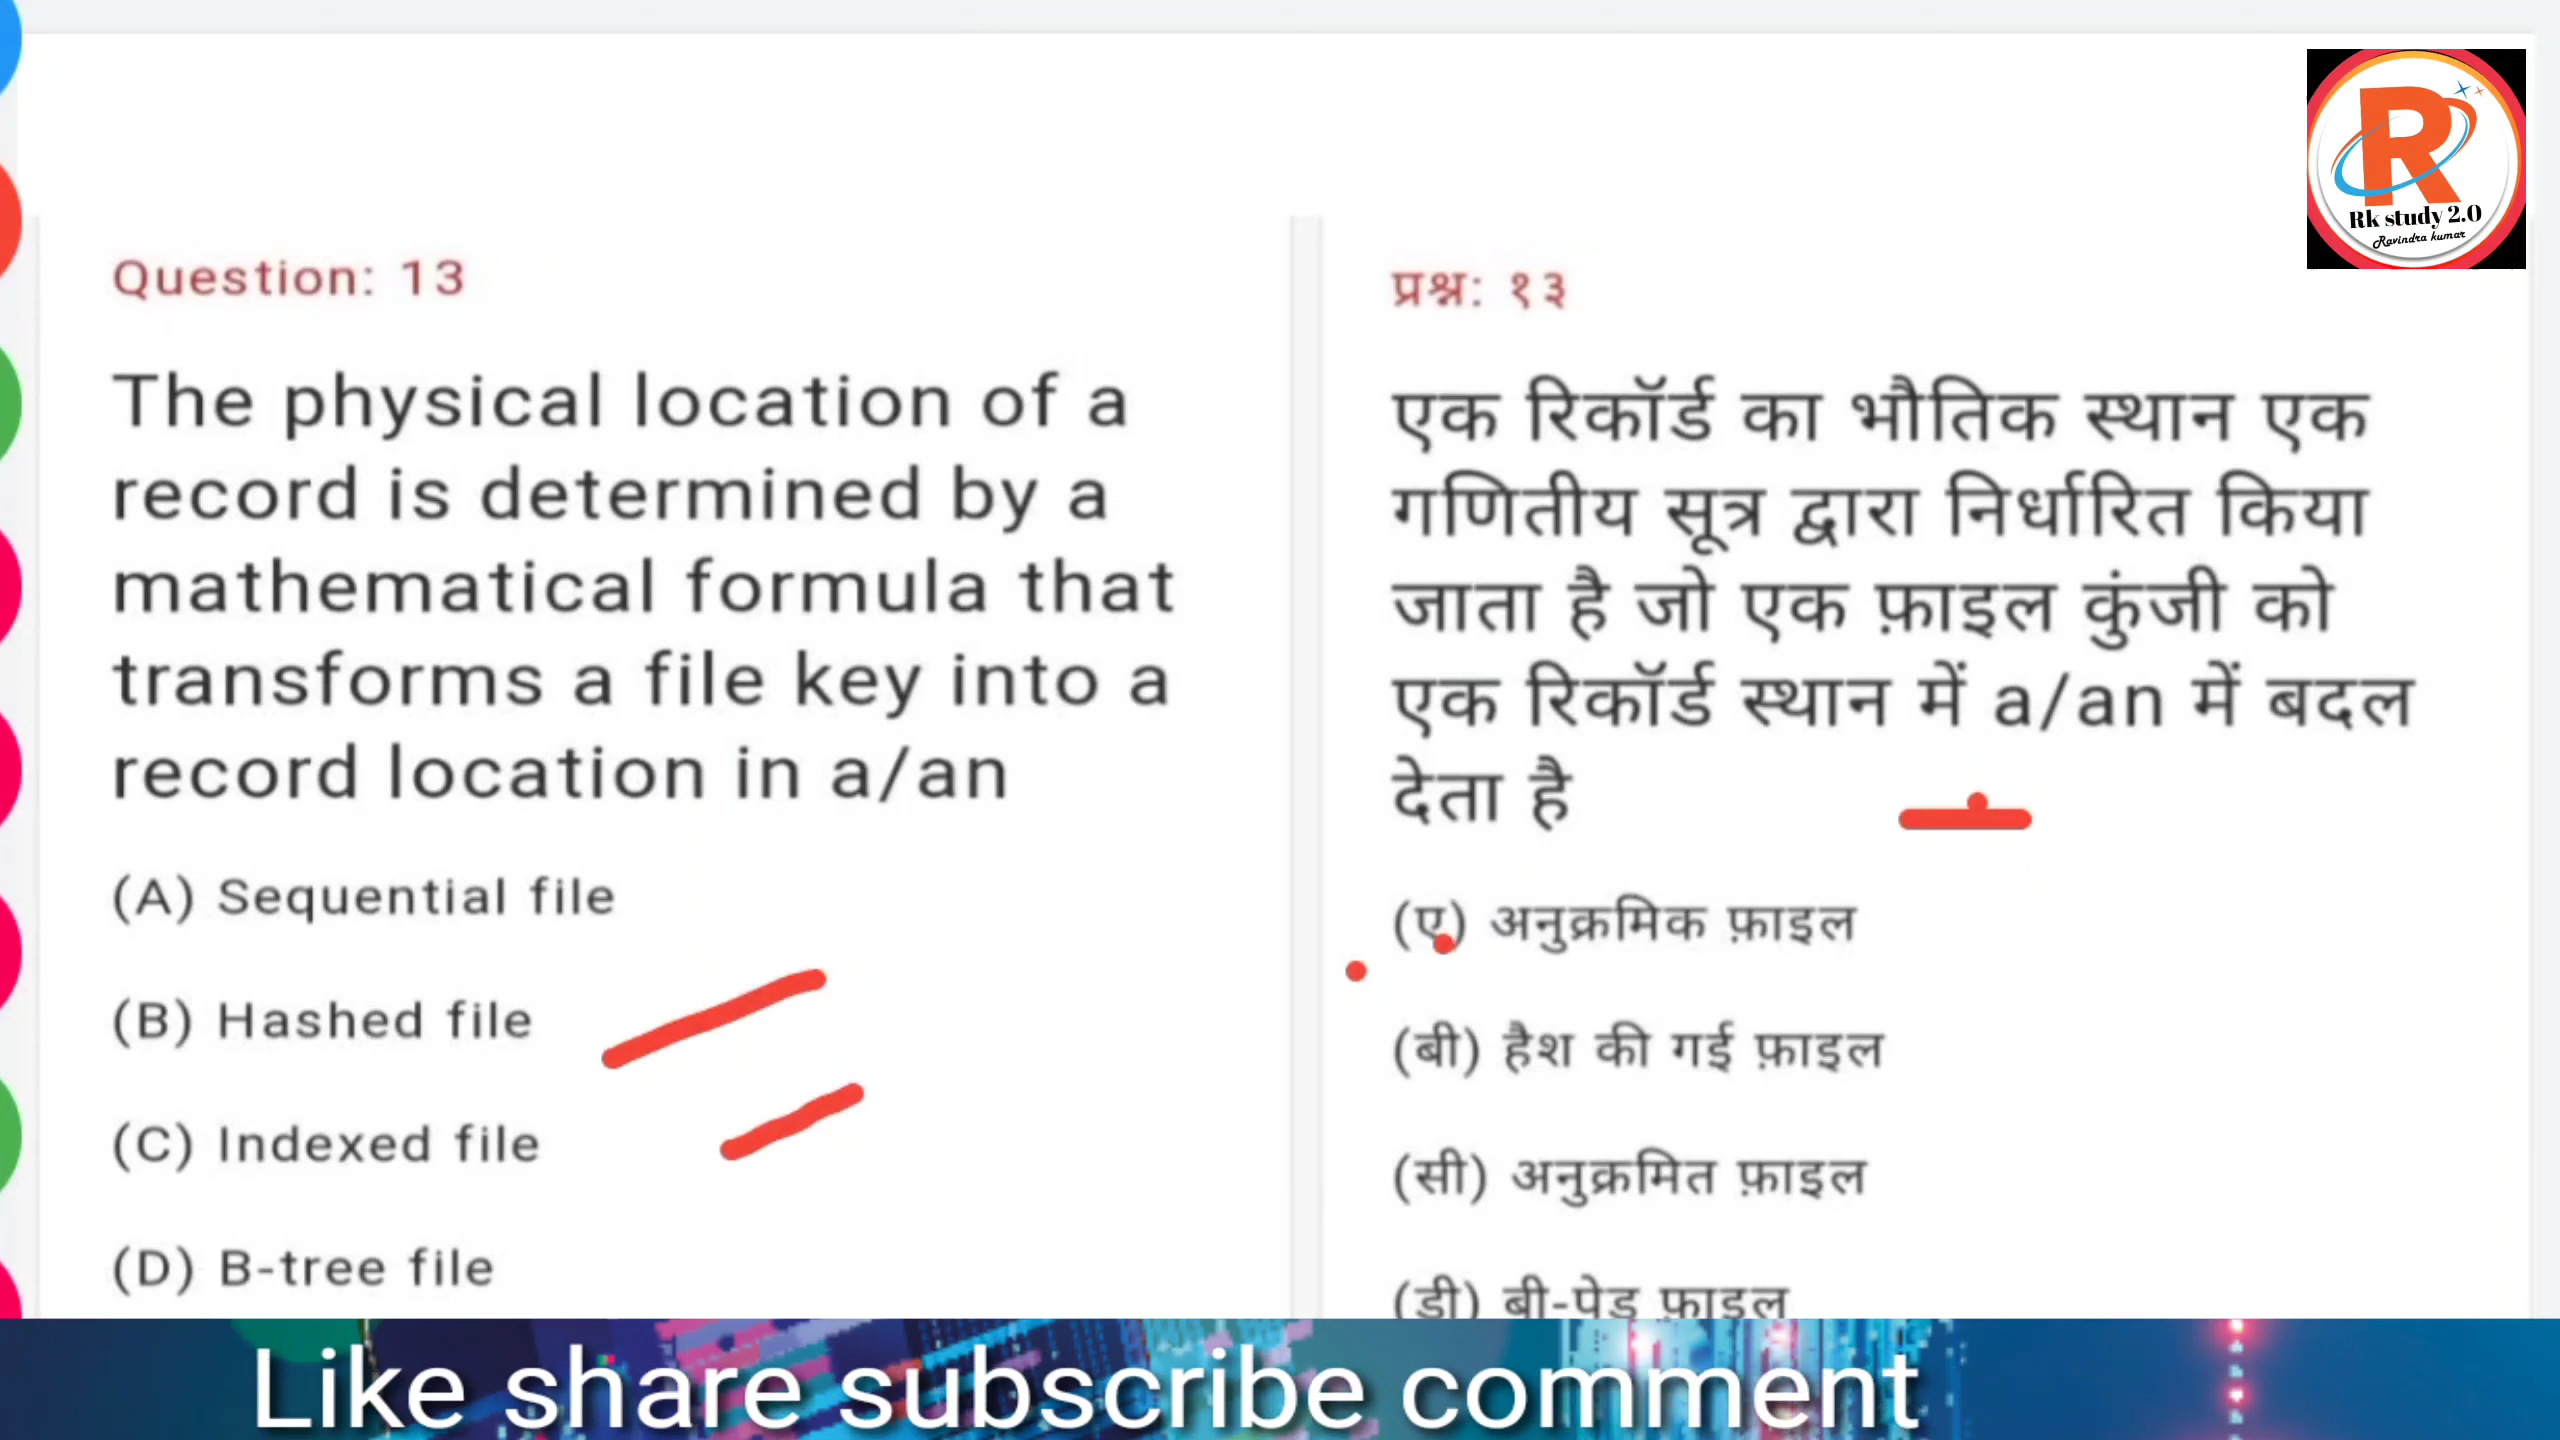 Rk study 2.0
Ravindra kumar
Question: 13
The physical location of a
record is determined by a
mathematical formula that
transforms a file key into a
record location in a/an
(A) Sequential file
(B) Hashed file
(C) Indexed file
(D) B-tree file
प्रश्न: १३
एक रिकॉर्ड का भौतिक स्थान एक
गणितीय सूत्र द्वारा निर्धारित किया
जाता है जो एक फ़ाइल कुंजी को
एक रिकॉर्ड स्थान में a/an में बदल
देता है
(ए) अनुक्रमिक फ़ाइल
(बी) हैश की गई फ़ाइल
(सी) अनुक्रमित फ़ाइल
(डी) बी-पेड़ फ़ाइल
Like share subscribe comment